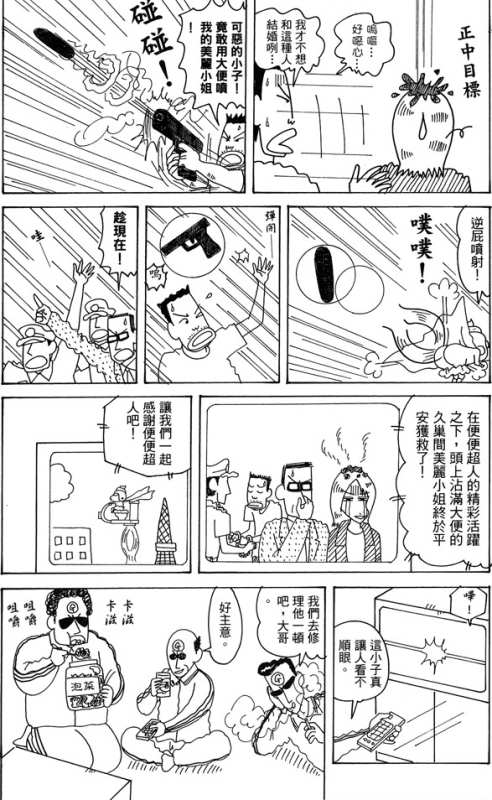 正中目標
嗚嘔…
好噁心…
我才不想
和這種人
結婚咧…
可惡的小子！
竟敢用大便噴
我的美麗小姐
！
碰碰！
逆屁噴射！
噗噗！
彈開
嗚
趁現在！
哇
在便便超人的精彩活躍
之下，頭上沾滿大便的
久巢間美麗小姐終於平
安獲救了！
讓我們一起
感謝便便超
人吧！
嗶！
這小子真
讓人看不
順眼。
我們去修
理他一頓
吧，大哥
。
好主意。
卡滋
卡滋
咀嚼
咀嚼
泡菜